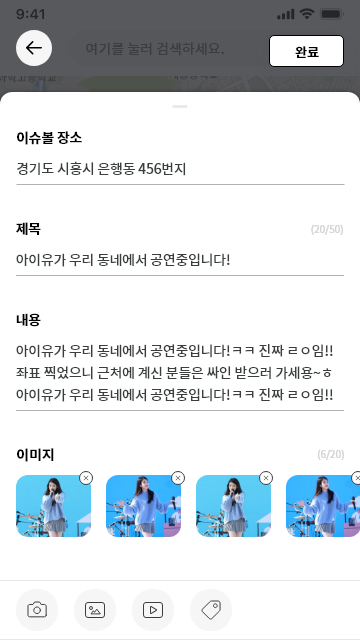 9:41
여기를 눌러 검색하세요.
완료
이슈볼 장소
경기도 시흥시 은행동 456번지
제목
(20/50)
아이유가 우리 동네에서 공연중입니다!
내용
아이유가 우리 동네에서 공연중입니다!ㅋㅋ 진짜 ㄹㅇ임!!
좌표 찍었으니 근처에 계신 분들은 싸인 받으러 가세용~ㅎ
아이유가 우리 동네에서 공연중입니다!ㅋㅋ 진짜 ㄹㅇ임!!
이미지
(6/20)